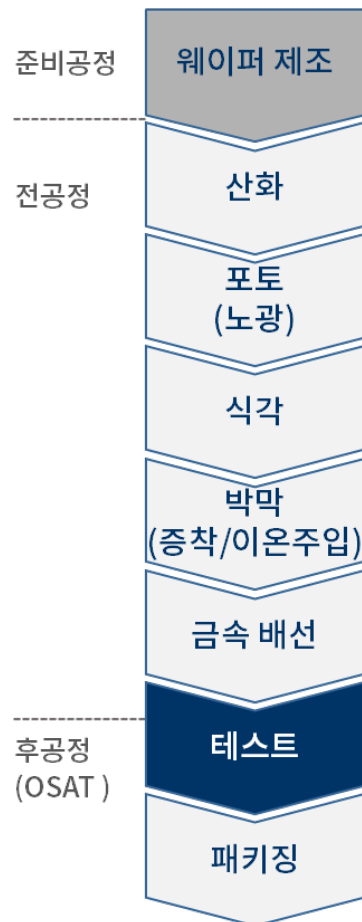 준비공정
웨이퍼 제조
전공정
산화
포토
(노광)
식각
박막
(증착/이온주입)
금속 배선
후공정
(OSAT )
테스트
패키징